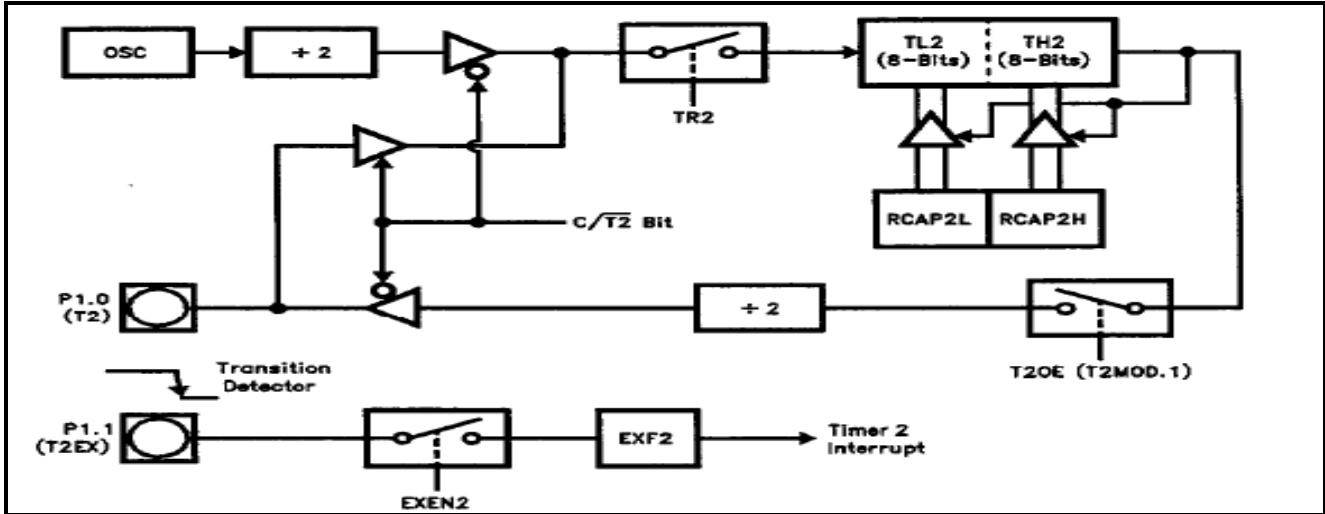 OSC
÷ 2
TR2
TL2
(8-Bits)
TH2
(8-Bits)
RCAP2L
RCAP2H
C/T2 Bit
P1.0
(T2)
÷ 2
T2OE (T2MOD.1)
Transition
Detector
P1.1
(T2EX)
EXEN2
EXF2
Timer 2
Interrupt